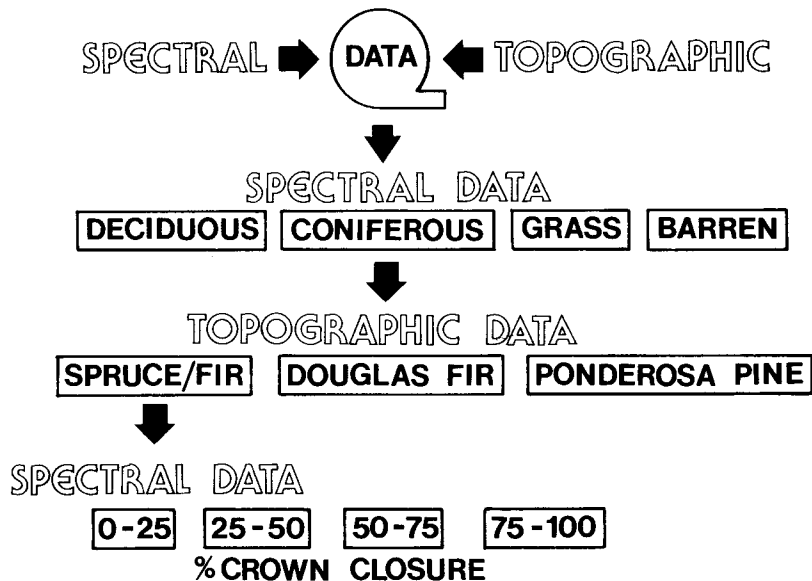 SPECTRAL DATA TOPOGRAPHIC
SPECTRAL DATA
DECIDUOUS CONIFEROUS GRASS BARREN
TOPOGRAPHIC DATA
SPRUCE/FIR DOUGLAS FIR PONDEROSA PINE
SPECTRAL DATA
0-25 25-50 50-75 75-100
% CROWN CLOSURE